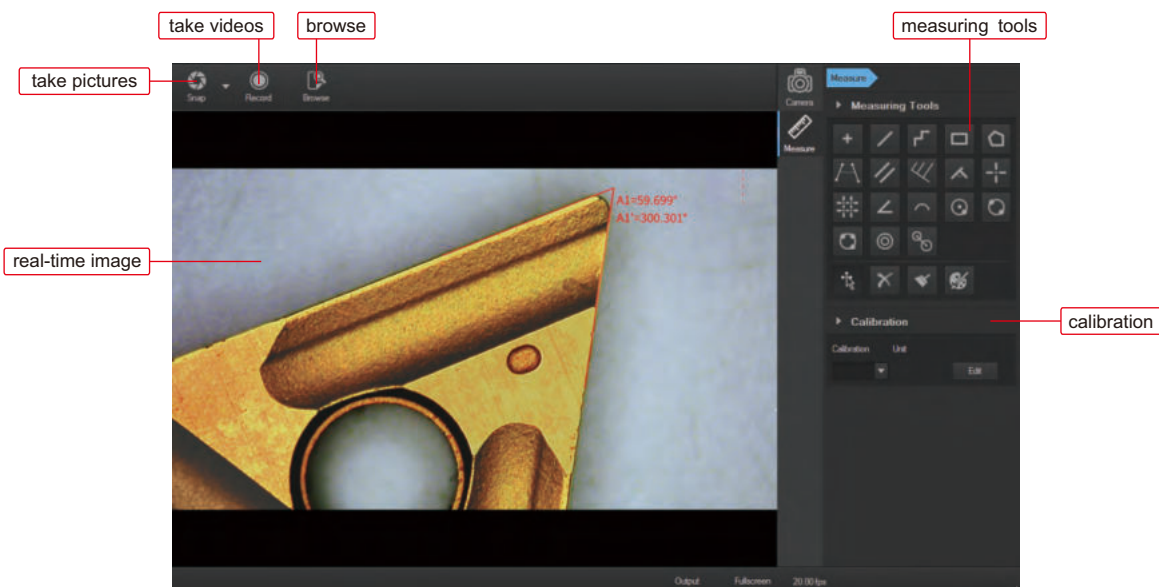 take videos
browse
measuring tools
take pictures
Snap
Record
Browse
Camera
Measure
Measure
Measuring Tools
A1=59.699°
A1'=300.301°
real-time image
Calibration
calibration
Calibration Unit
Edit
Output Fullscreen 20.00 fps